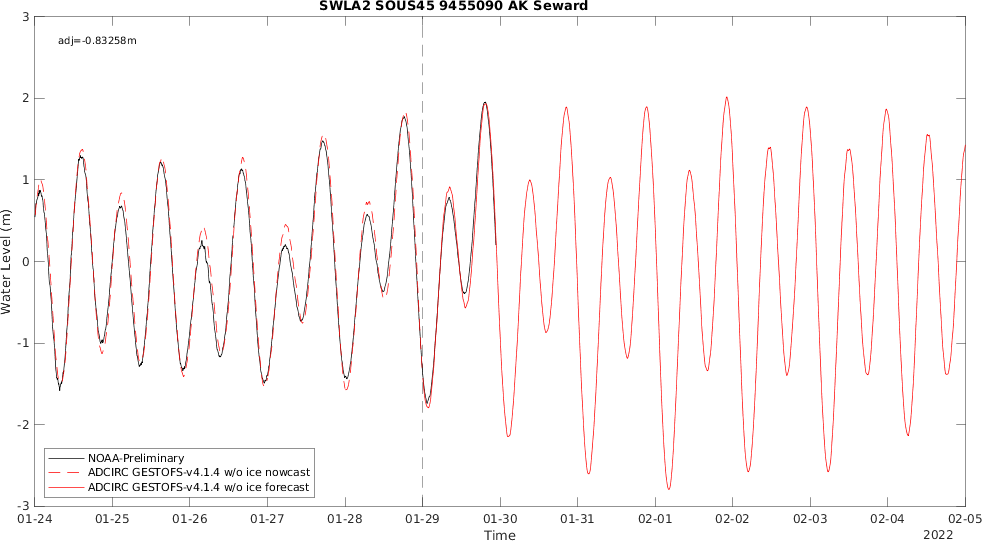 SWLA2 SOUS45 9455090 AK Seward
adj=-0.83258m
3
2
1
0
-1
-2
-3
Water Level (m)
NOAA-Preliminary
ADCIRC GESTOFS-v4.1.4 w/o ice nowcast
ADCIRC GESTOFS-v4.1.4 w/o ice forecast
01-24 01-25 01-26 01-27 01-28 01-29 01-30 01-31 02-01 02-02 02-03 02-04 02-05
Time
2022